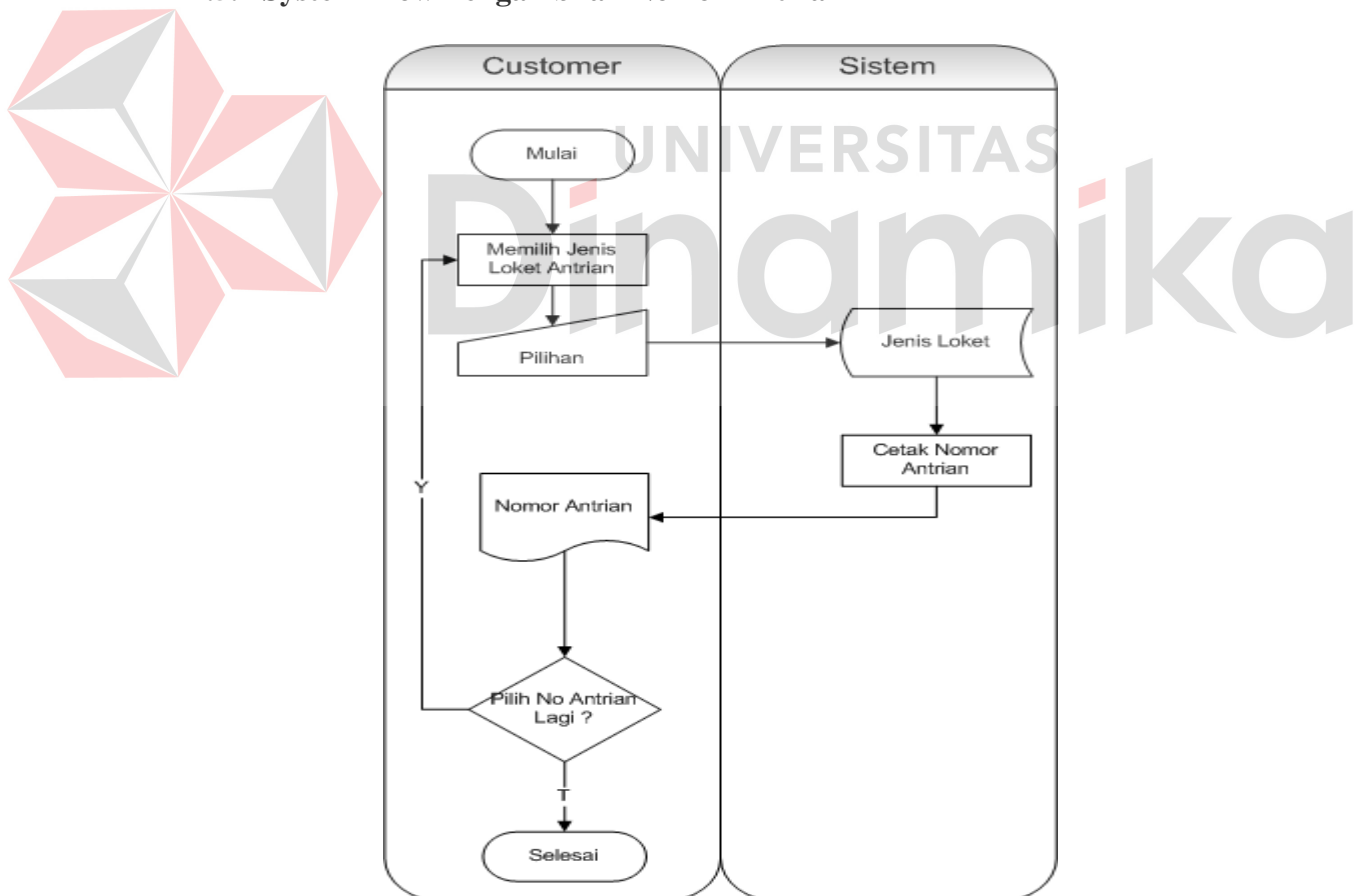 Customer
Sistem
UNIVERSITAS
Dinamika
Mulai
Memilih Jenis
Loket Antrian
Pilihan
Jenis Loket
Cetak Nomor
Antrian
Y
Nomor Antrian
Pilih No Antrian
Lagi ?
T
Selesai